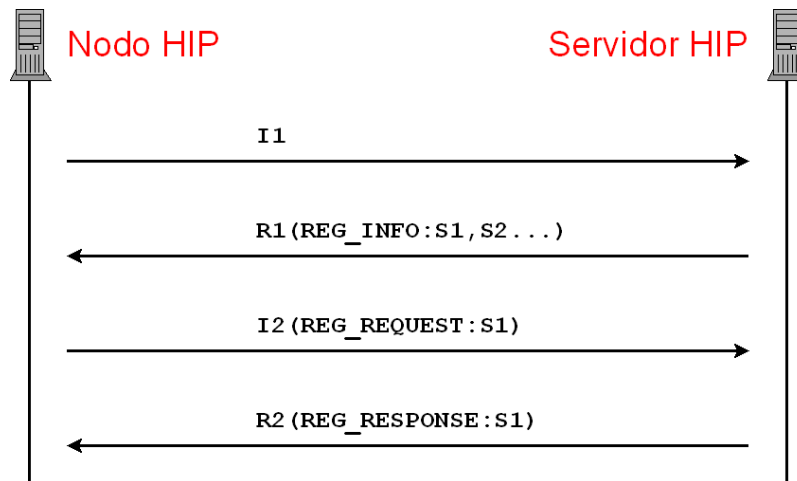 Nodo HIP
Servidor HIP
I1
R1(REG_INFO:S1,S2...)
I2(REG_REQUEST:S1)
R2(REG_RESPONSE:S1)